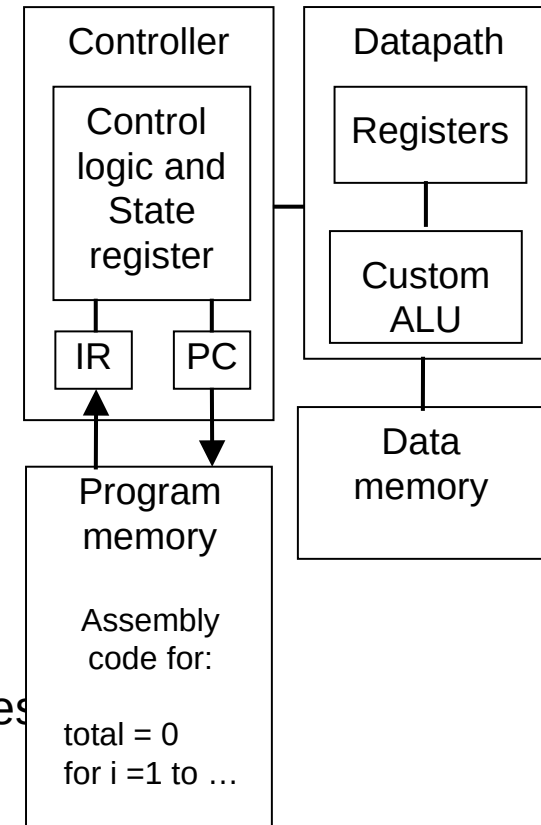 Controller
Control
logic and
State
register
IR
PC
Datapath
Registers
Custom
ALU
Data
memory
Program
memory
Assembly
code for:
total = 0
for i =1 to …